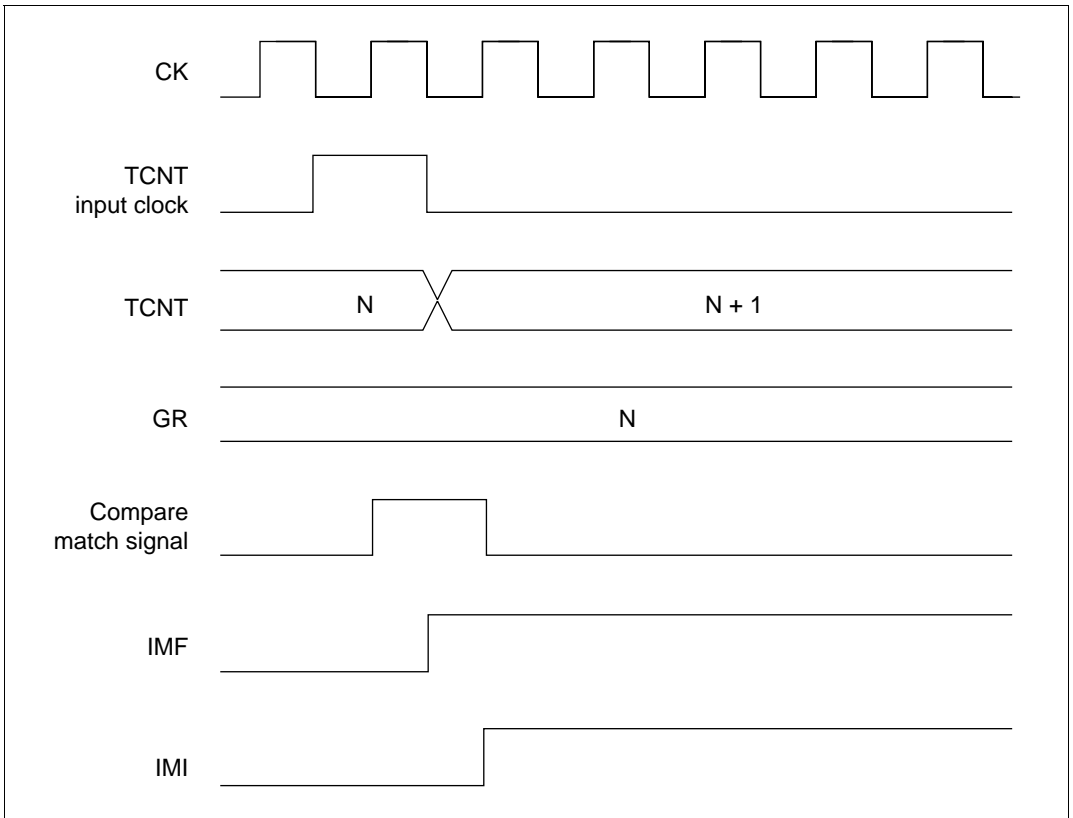 CK
TCNT
input clock
TCNT
N
N + 1
GR
N
Compare
match signal
IMF
IMI